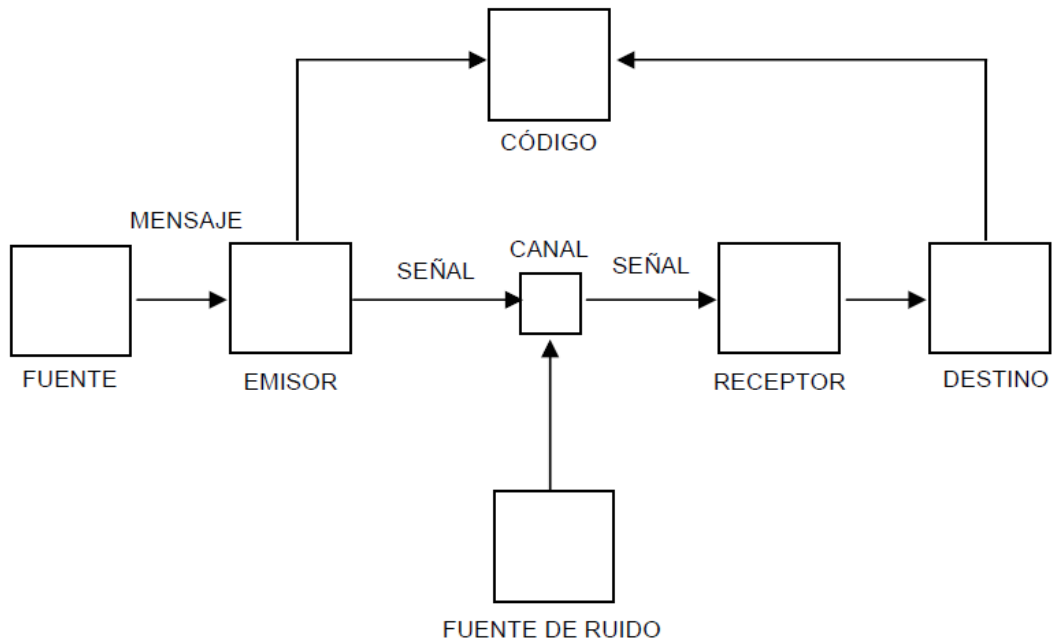 CÓDIGO
MENSAJE
CANAL
SEÑAL
SEÑAL
FUENTE
EMISOR
RECEPTOR
DESTINO
FUENTE DE RUIDO